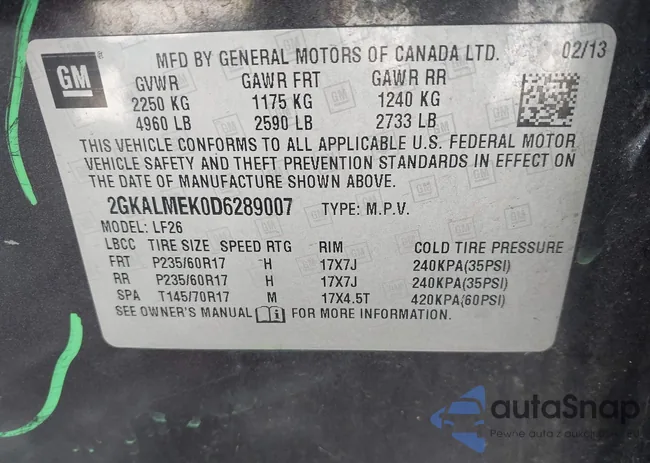 GM
MFD BY GENERAL MOTORS OF CANADA LTD. 02/13
GVWR GAWR FRT GAWR RR
2250 KG 1175 KG 1240 KG
4960 LB 2590 LB 2733 LB
THIS VEHICLE CONFORMS TO ALL APPLICABLE U.S. FEDERAL MOTOR
VEHICLE SAFETY AND THEFT PREVENTION STANDARDS IN EFFECT ON
THE DATE OF MANUFACTURE SHOWN ABOVE.
2GKALMEK0D6289007 TYPE: M.P.V.
MODEL: LF26
LBCC TIRE SIZE SPEED RTG RIM COLD TIRE PRESSURE
FRT P235/60R17 H 17X7J 240KPA(35PSI)
RR P235/60R17 H 17X7J 240KPA(35PSI)
SPA T145/70R17 M 17X4.5T 420KPA(60PSI)
SEE OWNER'S MANUAL FOR MORE INFORMATION.
autaSnap
Pewne auta z aukcji